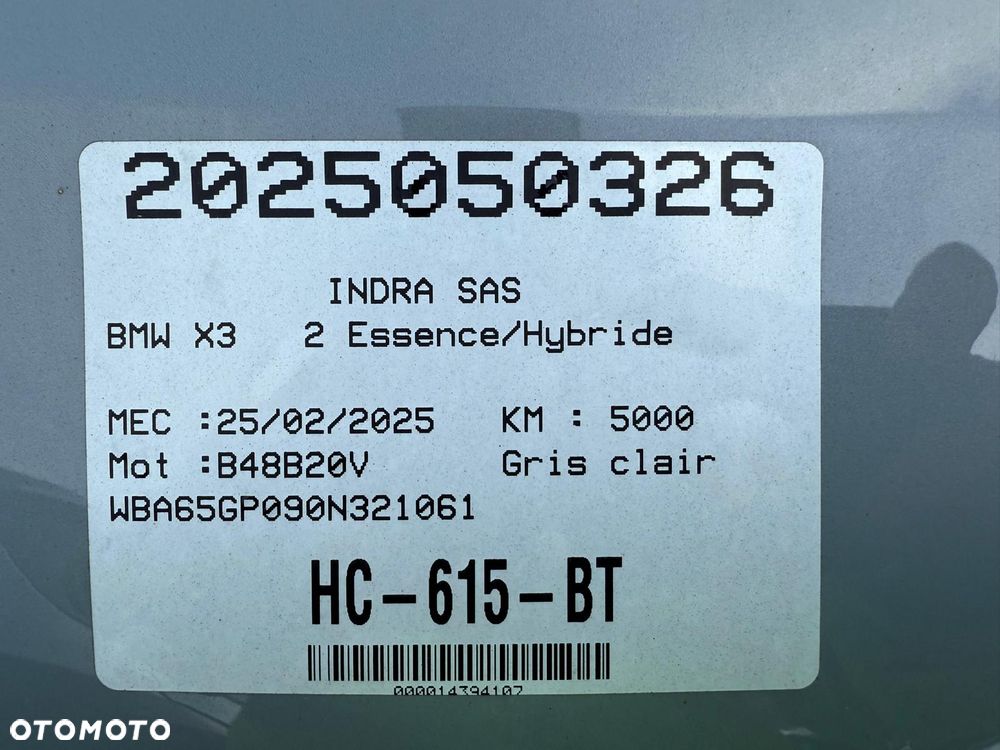 2025050326
INDRA SAS
BMW X3 2 Essence/Hybride
MEC :25/02/2025 KM : 5000
Mot :B48B20V Gris clair
WBA65GP090N321061
HC-615-BT
000014394107
OTOMOTO